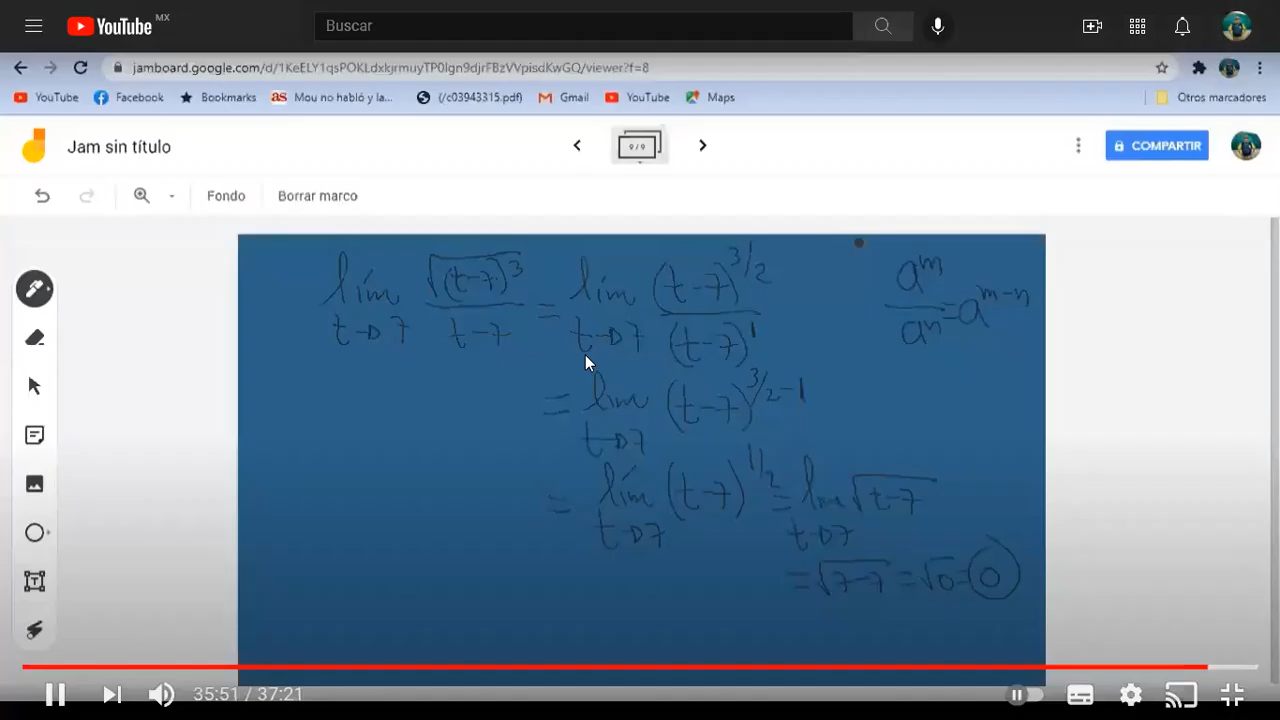 YouTube MX
Buscar
jamboard.google.com/d/1KeELY1qsPOKLdxkjrmuyTP0lgn9djrFBzVVpisdKwGQ/viewer?f=8
YouTube Facebook Bookmarks Mou no habló y la... (/c03943315.pdf) Gmail YouTube Maps Otros marcadores
Jam sin título 9/9 COMPARTIR
Fondo Borrar marco
lím t→7 √(t-7)³ / t-7 = lím t→7 (t-7)^3/2 / (t-7)^1
a^m / a^n = a^m-n
= lím t→7 (t-7)^3/2-1
= lím t→7 (t-7)^1/2 = lím t→7 √t-7
= √7-7 = √0 = 0
35:51 / 37:21